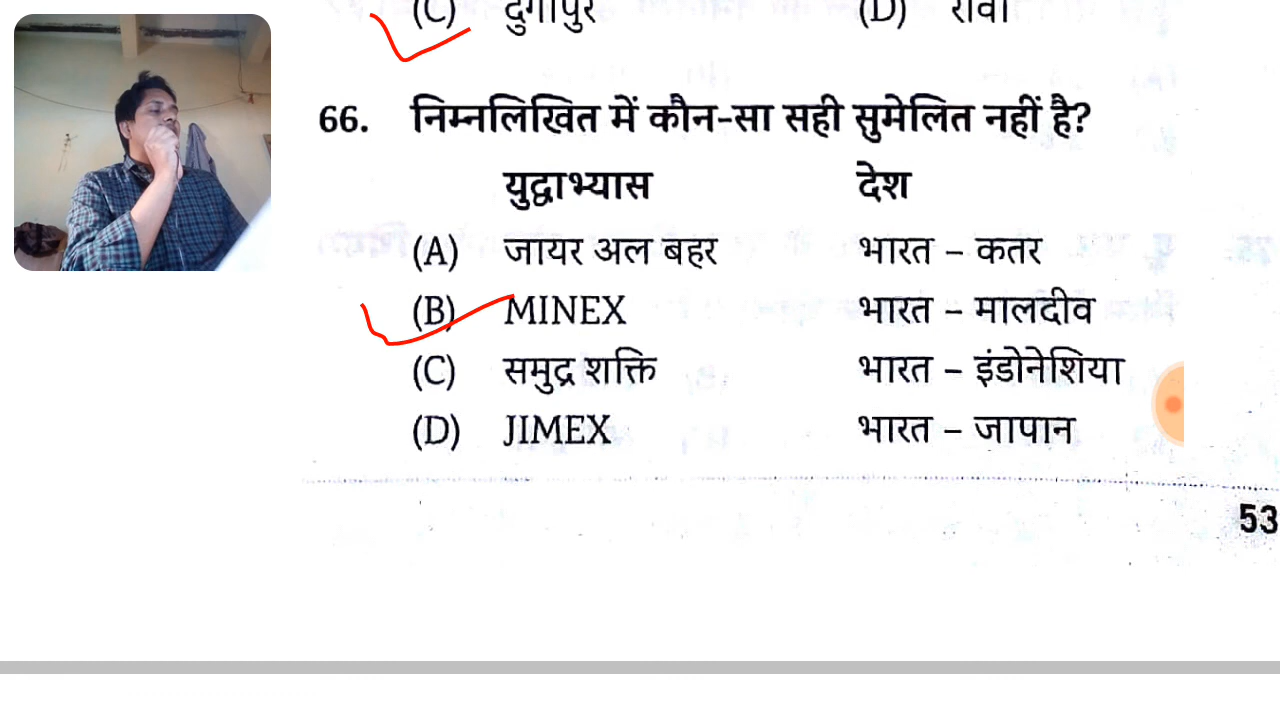 (C) दुर्गापुर (D) रांवा
66. निम्नलिखित में कौन-सा सही सुमेलित नहीं है?
युद्वाभ्यास देश
(A) जायर अल बहर भारत – कतर
(B) MINEX भारत – मालदीव
(C) समुद्र शक्ति भारत – इंडोनेशिया
(D) JIMEX भारत – जापान
53